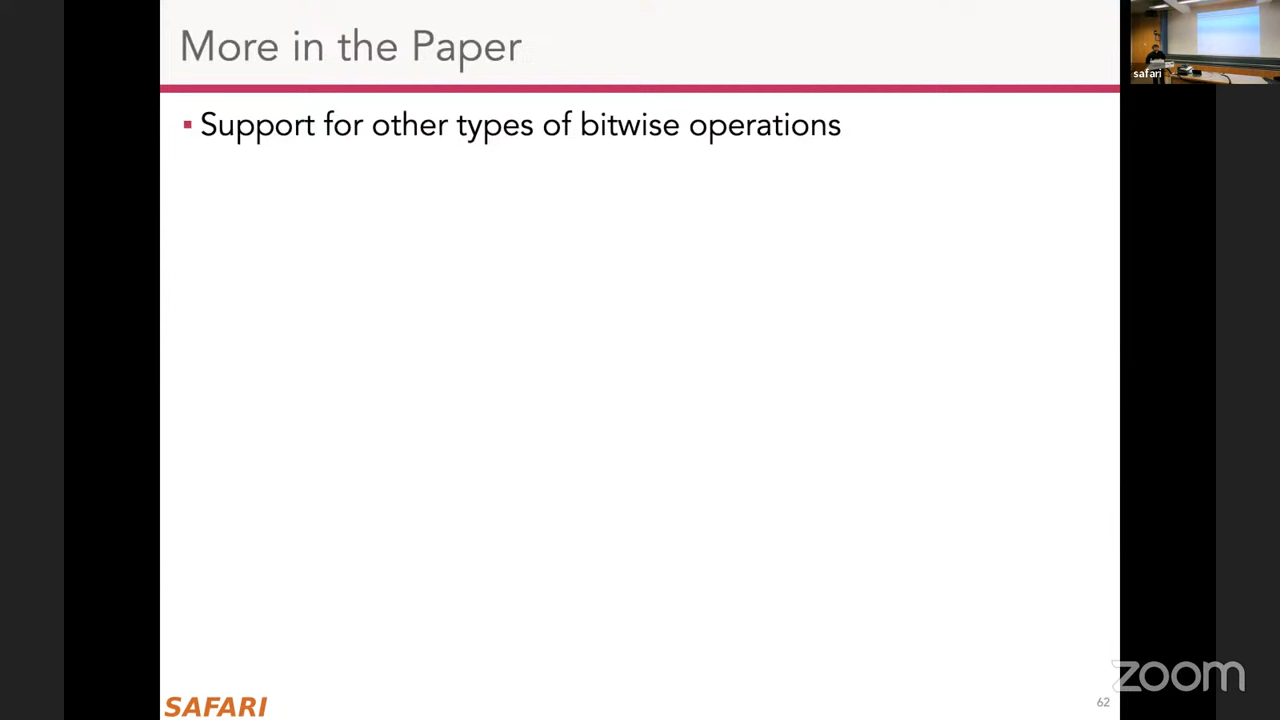 More in the Paper
safari
▪ Support for other types of bitwise operations
SAFARI
62
zoom